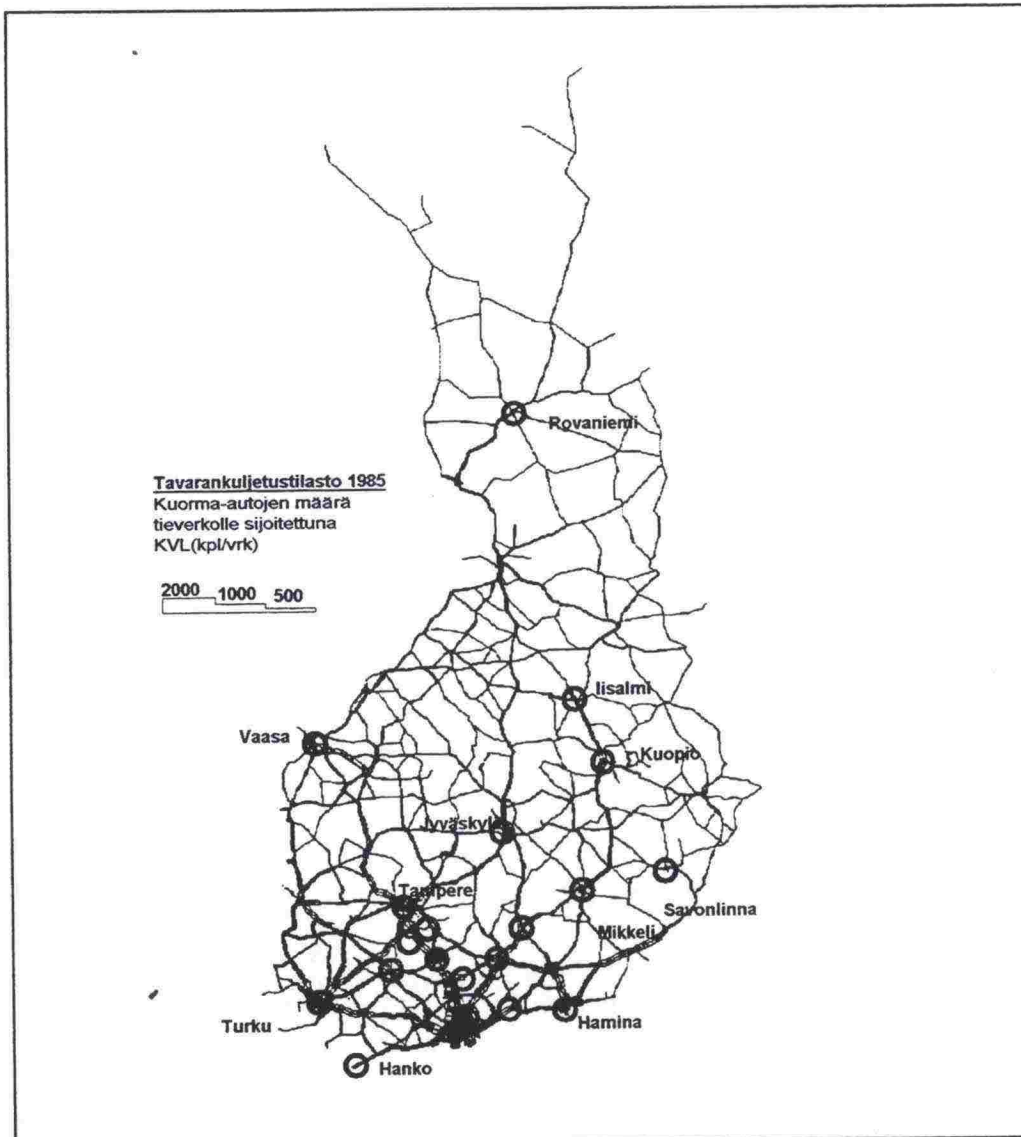 Rovaniemi
Tavarankuljetustilasto 1985
Kuorma-autojen määrä
tieverkolle sijoitettuna
KVL(kpl/vrk)
2000 1000 500
Iisalmi
Vaasa
Kuopio
Jyväskylä
Tampere
Savonlinna
Mikkeli
Turku
Hamina
Hanko